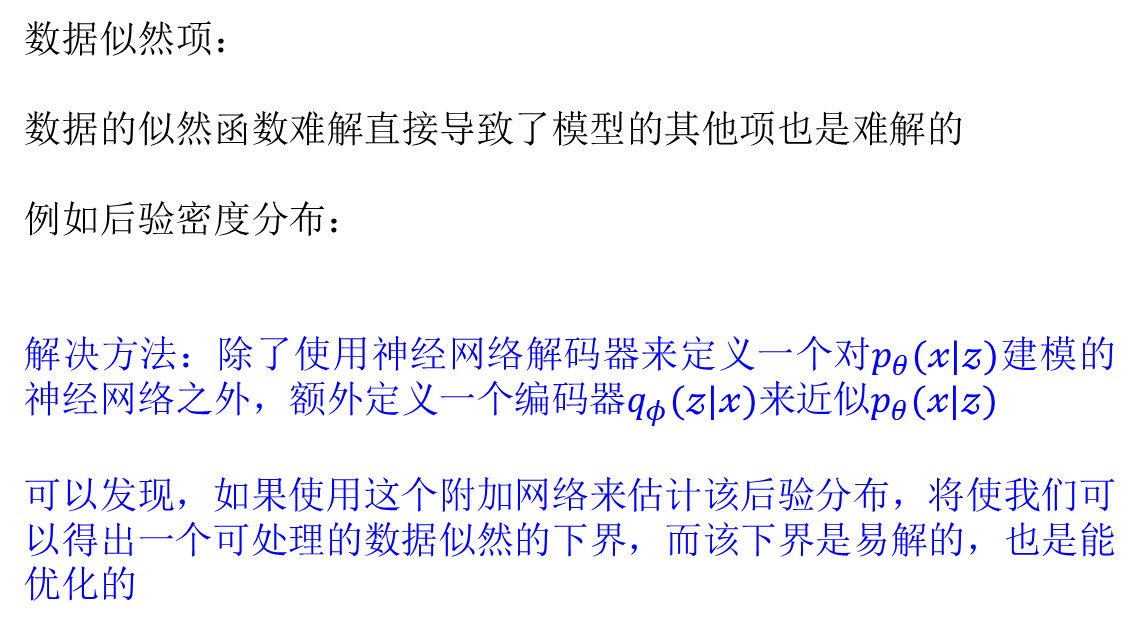 数据似然项：
数据的似然函数难解直接导致了模型的其他项也是难解的
例如后验密度分布：
解决方法：除了使用神经网络解码器来定义一个对𝑝𝜃(𝑥|𝑧)建模的
神经网络之外，额外定义一个编码器𝑞𝜙(𝑧|𝑥)来近似𝑝𝜃(𝑥|𝑧)
可以发现，如果使用这个附加网络来估计该后验分布，将使我们可
以得出一个可处理的数据似然的下界，而该下界是易解的，也是能
优化的